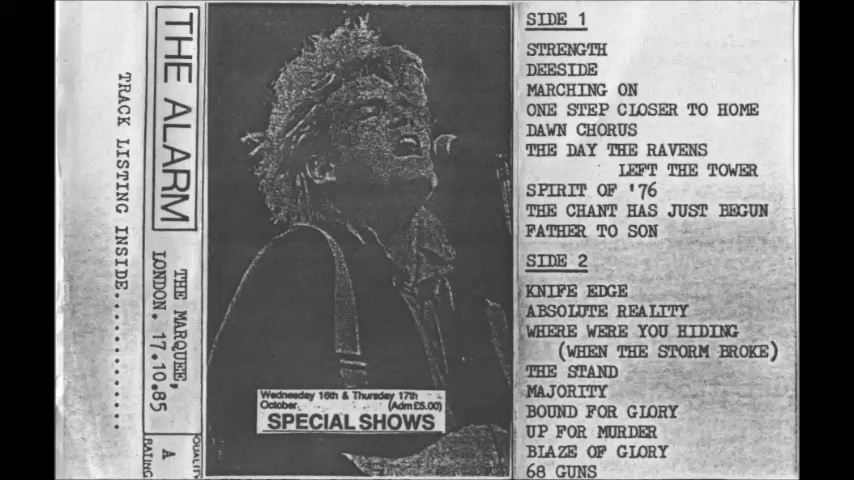 TRACK LISTING INSIDE..............
THE ALARM
THE MARQUEE,
LONDON. 17.10.85
QUALITY
RATING
A
Wednesday 16th & Thursday 17th
October. (Adm £5.00)
SPECIAL SHOWS
SIDE 1
STRENGTH
DEESIDE
MARCHING ON
ONE STEP CLOSER TO HOME
DAWN CHORUS
THE DAY THE RAVENS
LEFT THE TOWER
SPIRIT OF '76
THE CHANT HAS JUST BEGUN
FATHER TO SON
SIDE 2
KNIFE EDGE
ABSOLUTE REALITY
WHERE WERE YOU HIDING
(WHEN THE STORM BROKE)
THE STAND
MAJORITY
BOUND FOR GLORY
UP FOR MURDER
BLAZE OF GLORY
68 GUNS